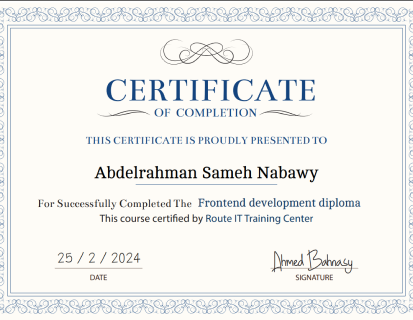 CERTIFICATE
OF COMPLETION
THIS CERTIFICATE IS PROUDLY PRESENTED TO
Abdelrahman Sameh Nabawy
For Successfully Completed The Frontend development diploma
This course certified by Route IT Training Center
25 / 2 / 2024 Ahmed Bahnasy
DATE SIGNATURE